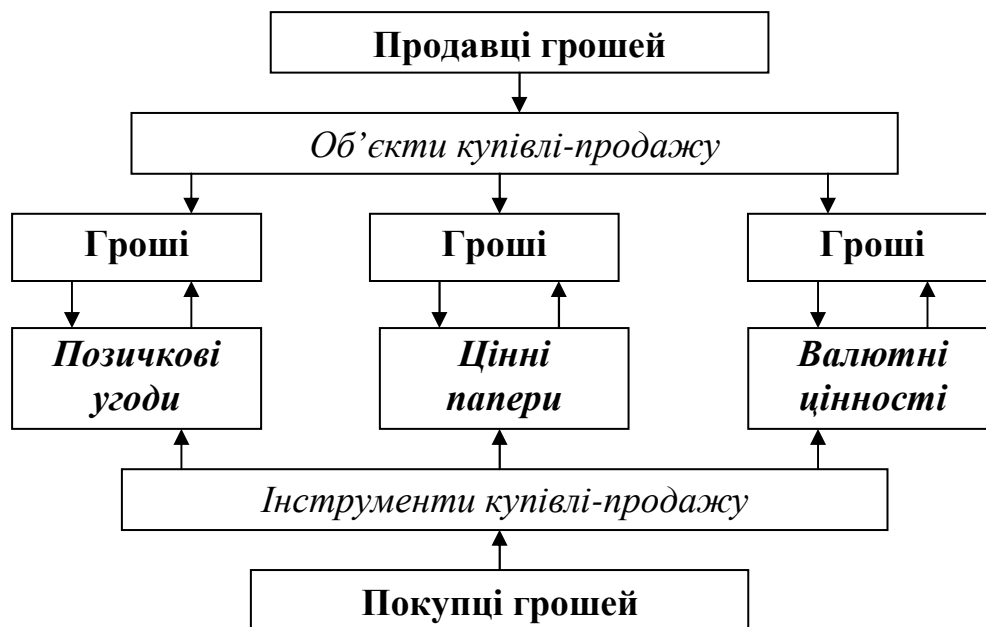 Продавці грошей
Об’єкти купівлі-продажу
Гроші
Гроші
Гроші
Позичкові
угоди
Цінні
папери
Валютні
цінності
Інструменти купівлі-продажу
Покупці грошей